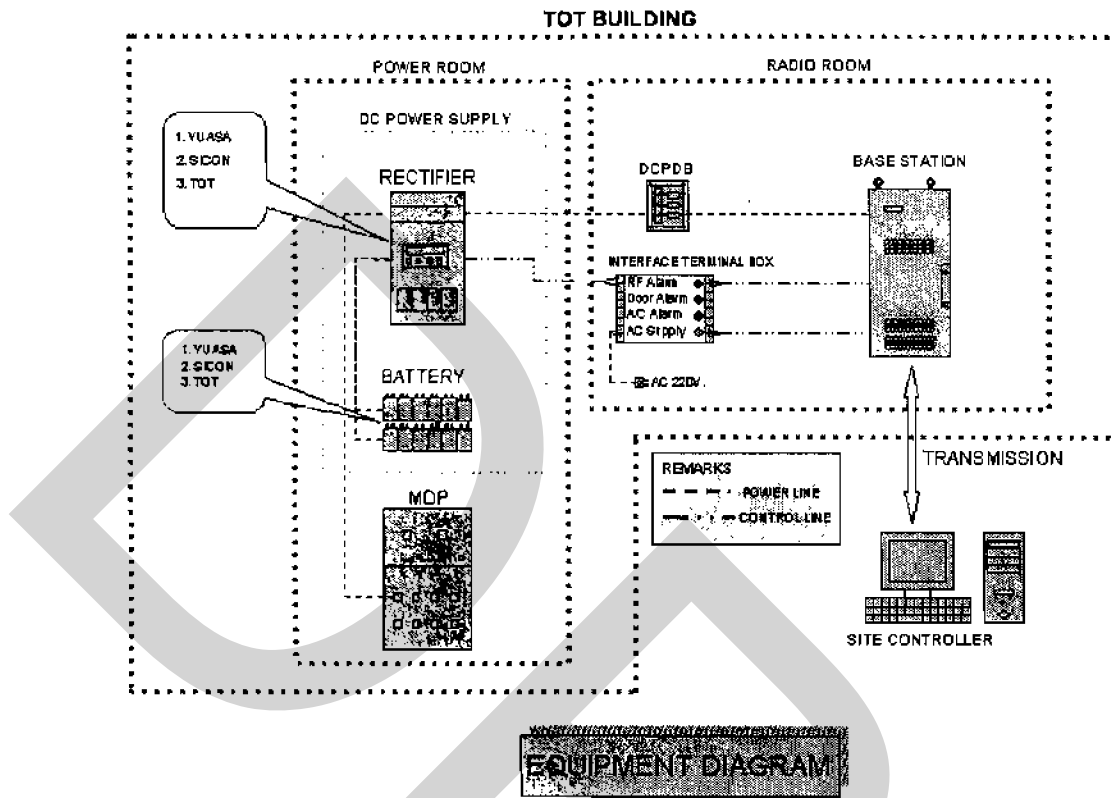 TOT BUILDING
POWER ROOM
RADIO ROOM
DC POWER SUPPLY
1. YUASA
2. SICON
3. TOT
RECTIFIER
DCPDB
BASE STATION
INTERFACE TERMINAL BOX
RF Alarm
Door Alarm
AC Alarm
AC Supply
AC 220V.
1. YUASA
2. SICON
3. TOT
BATTERY
MDP
REMARKS
POWER LINE
CONTROL LINE
TRANSMISSION
SITE CONTROLLER
EQUIPMENT DIAGRAM